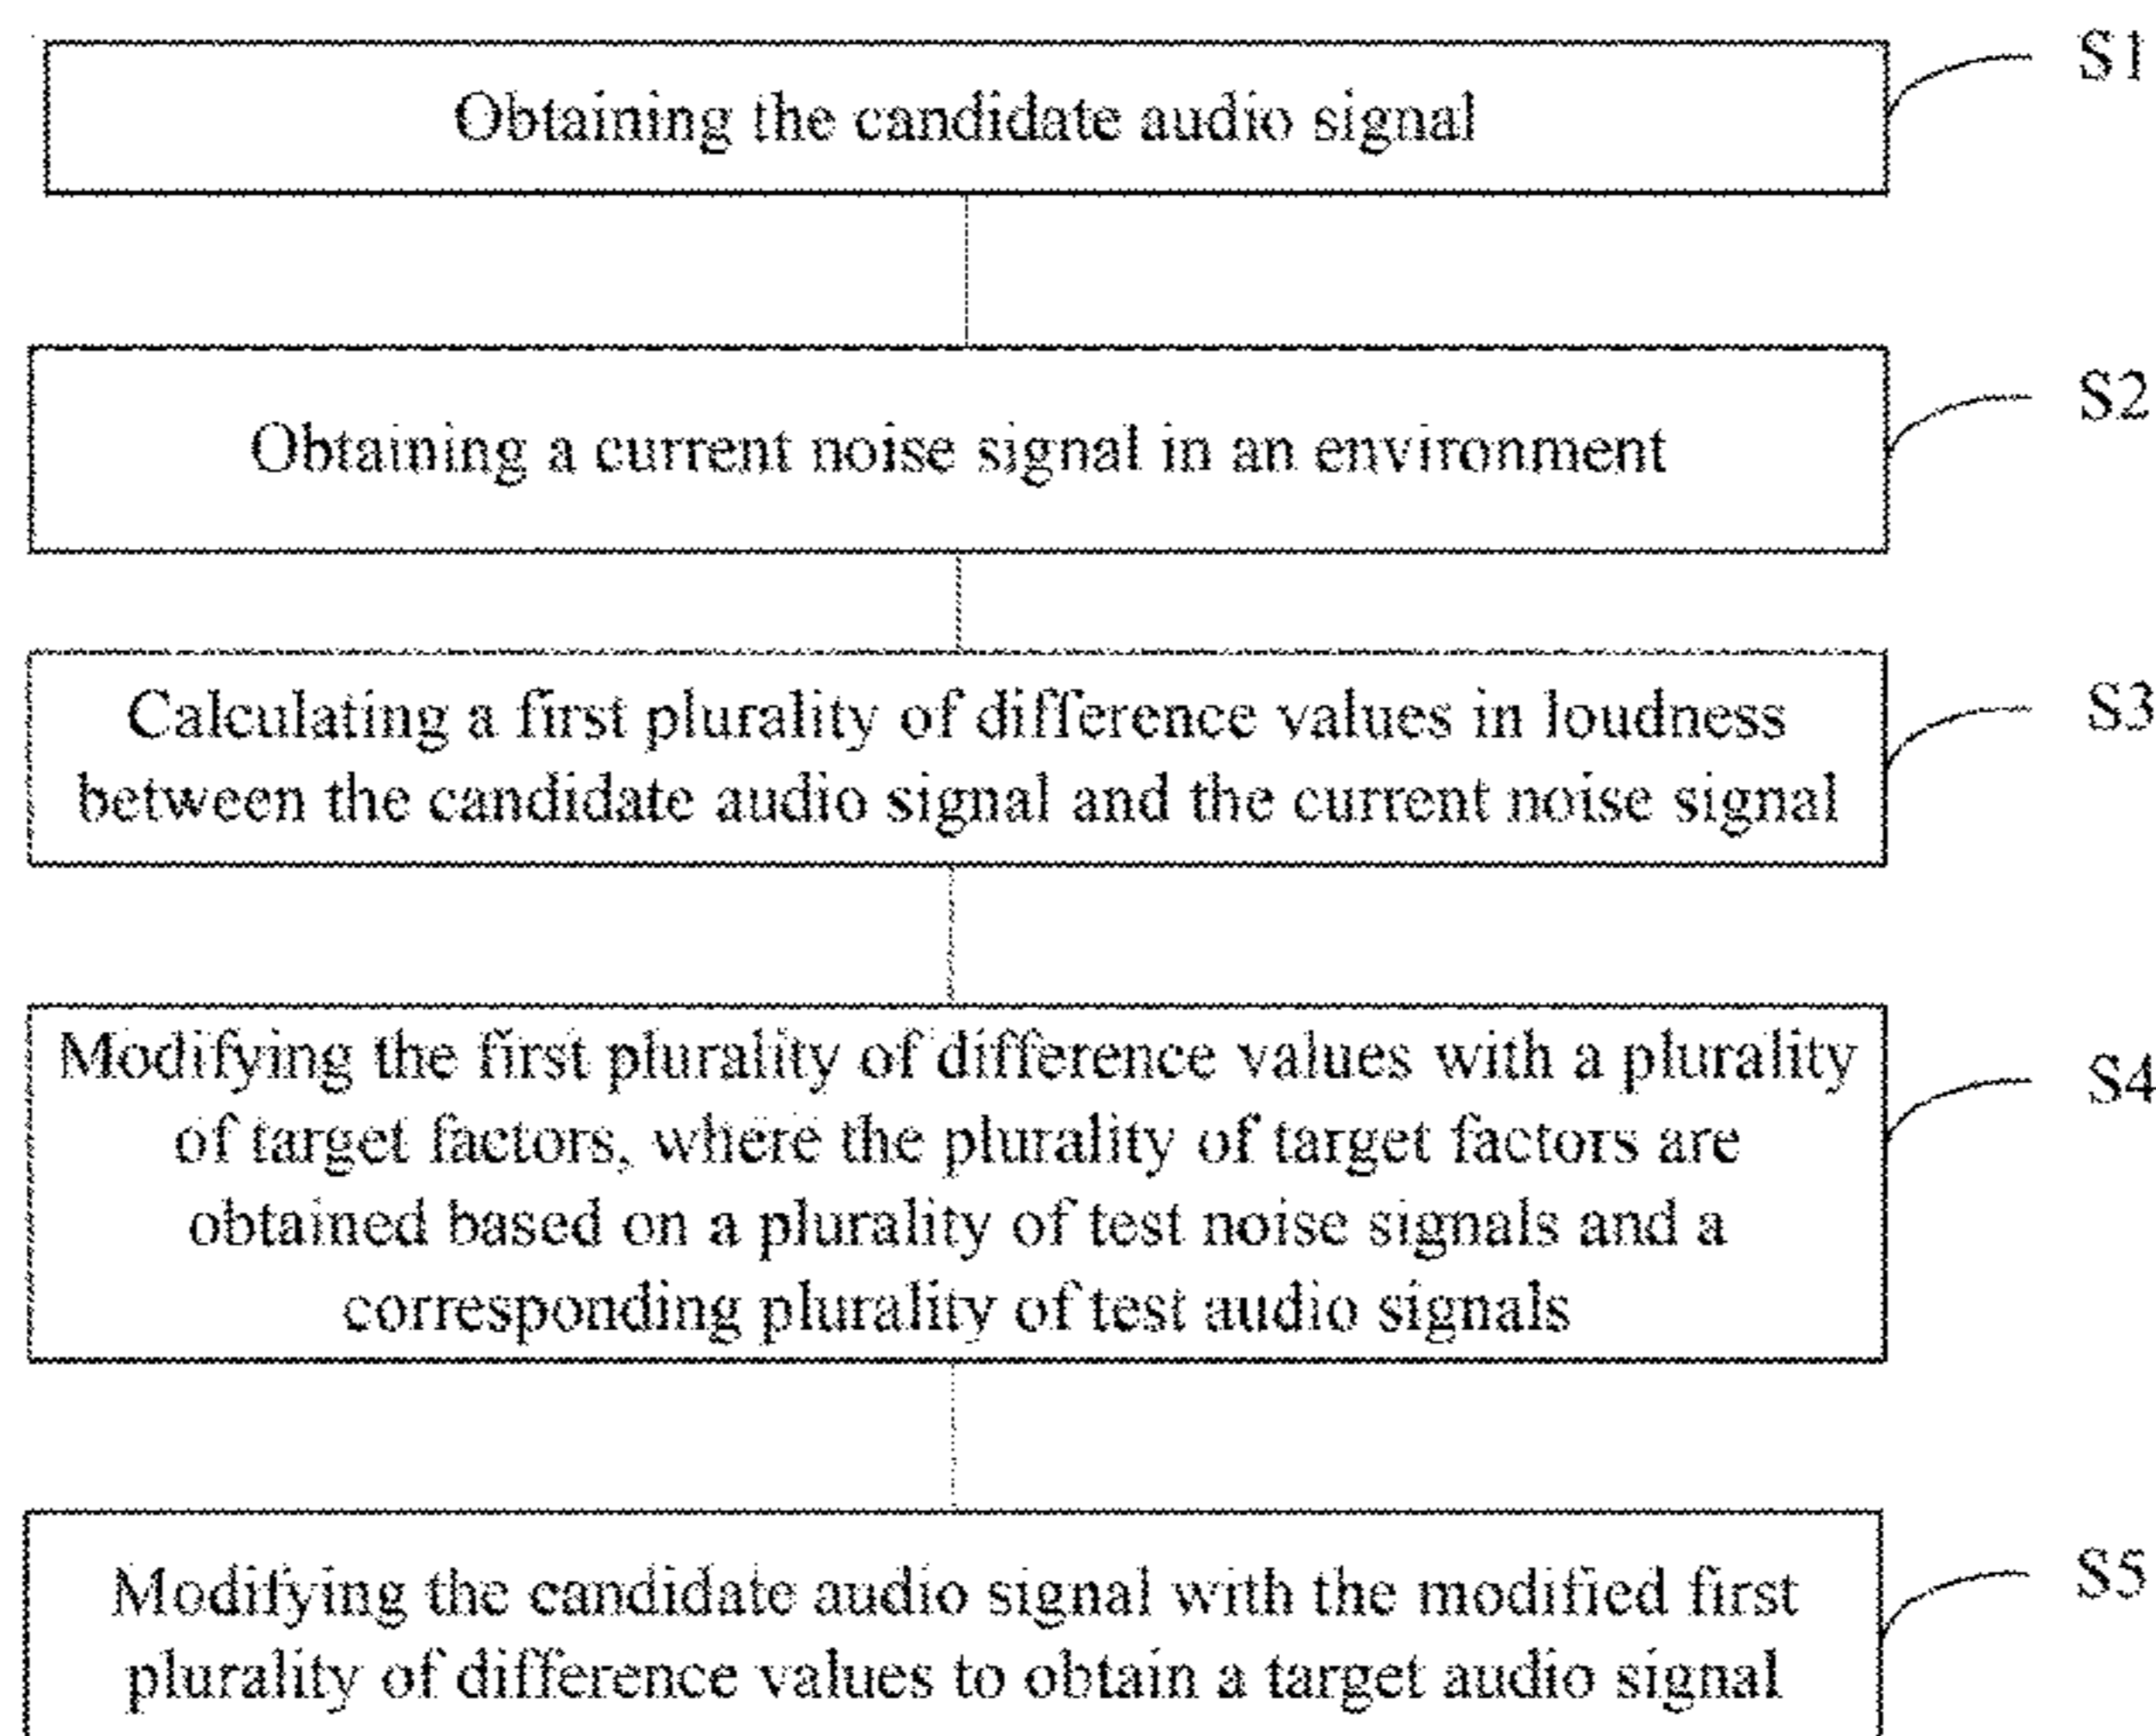 Obtaining the candidate audio signal
S1
Obtaining a current noise signal in an environment
S2
Calculating a first plurality of difference values in loudness
between the candidate audio signal and the current noise signal
S3
Modifying the first plurality of difference values with a plurality
of target factors, where the plurality of target factors are
obtained based on a plurality of test noise signals and a
corresponding plurality of test audio signals
S4
Modifying the candidate audio signal with the modified first
plurality of difference values to obtain a target audio signal
S5